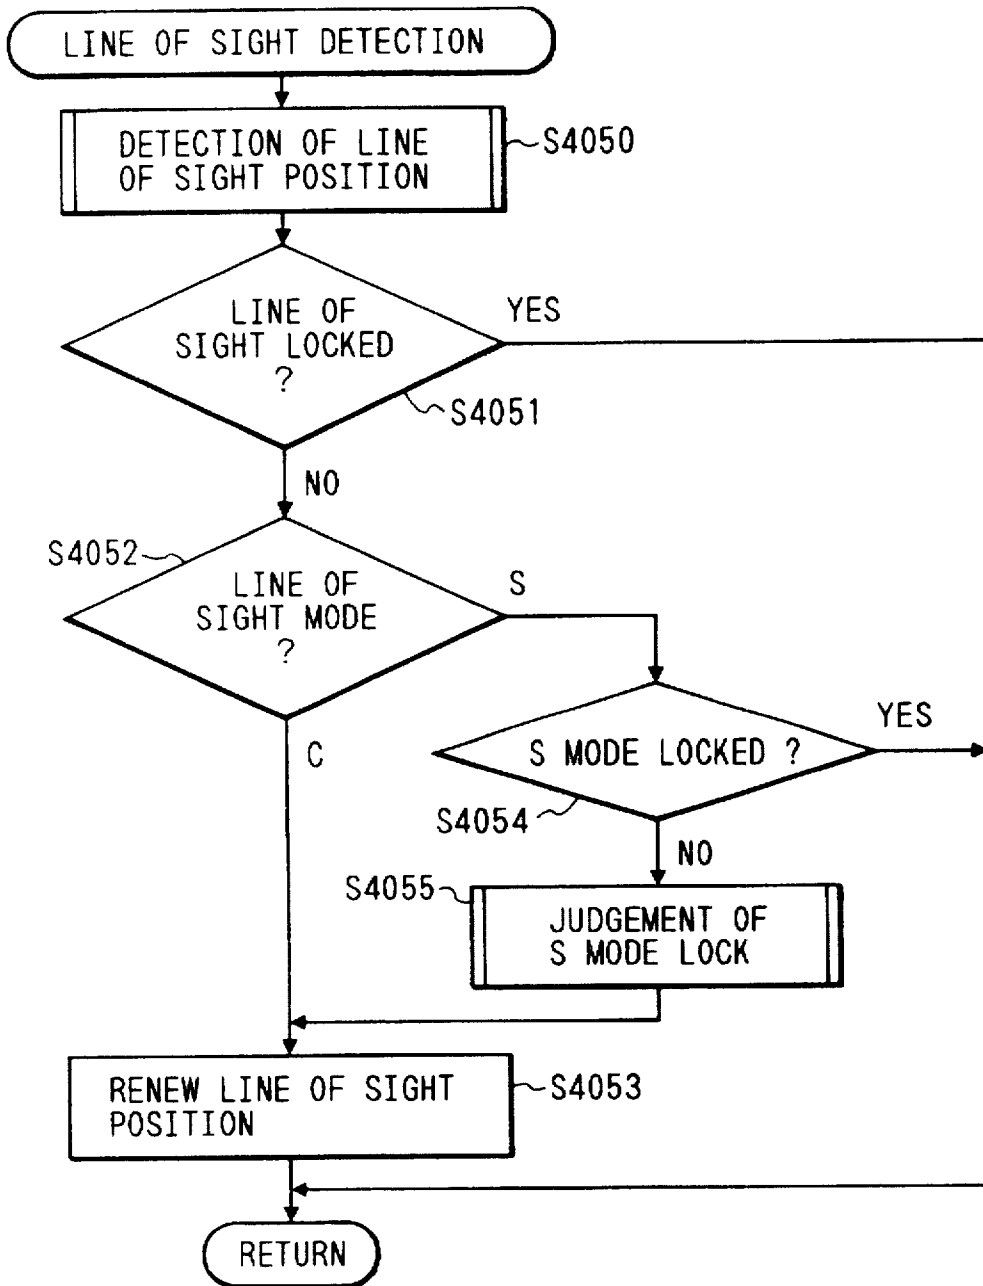 LINE OF SIGHT DETECTION
DETECTION OF LINE
OF SIGHT POSITION
S4050
LINE OF
SIGHT LOCKED
?
YES
S4051
NO
S4052
LINE OF
SIGHT MODE
?
S
C
S MODE LOCKED ?
YES
S4054
NO
S4055
JUDGEMENT OF
S MODE LOCK
RENEW LINE OF SIGHT
POSITION
S4053
RETURN